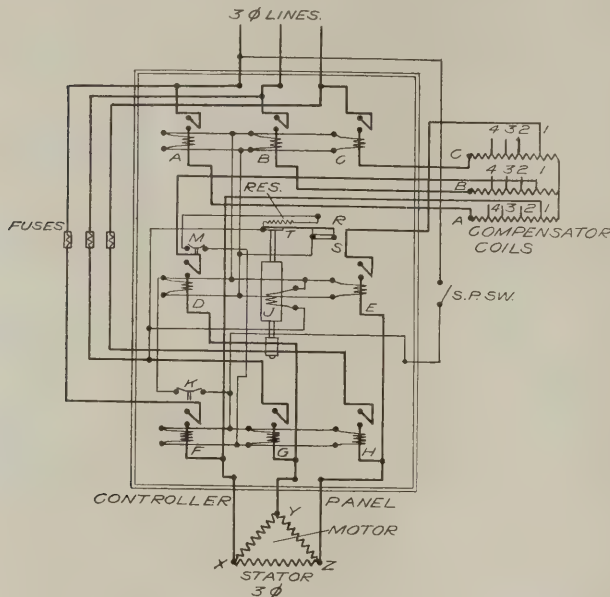 3 Ø LINES.
A
B
C
4 3 2 1
C
4 3 2 1
B
4 3 2 1
A
COMPENSATOR
COILS
RES.
R
T
S
FUSES
M
S.P. SW.
D
J
E
K
F
G
H
CONTROLLER PANEL
Y
MOTOR
X
Z
STATOR
3 Ø